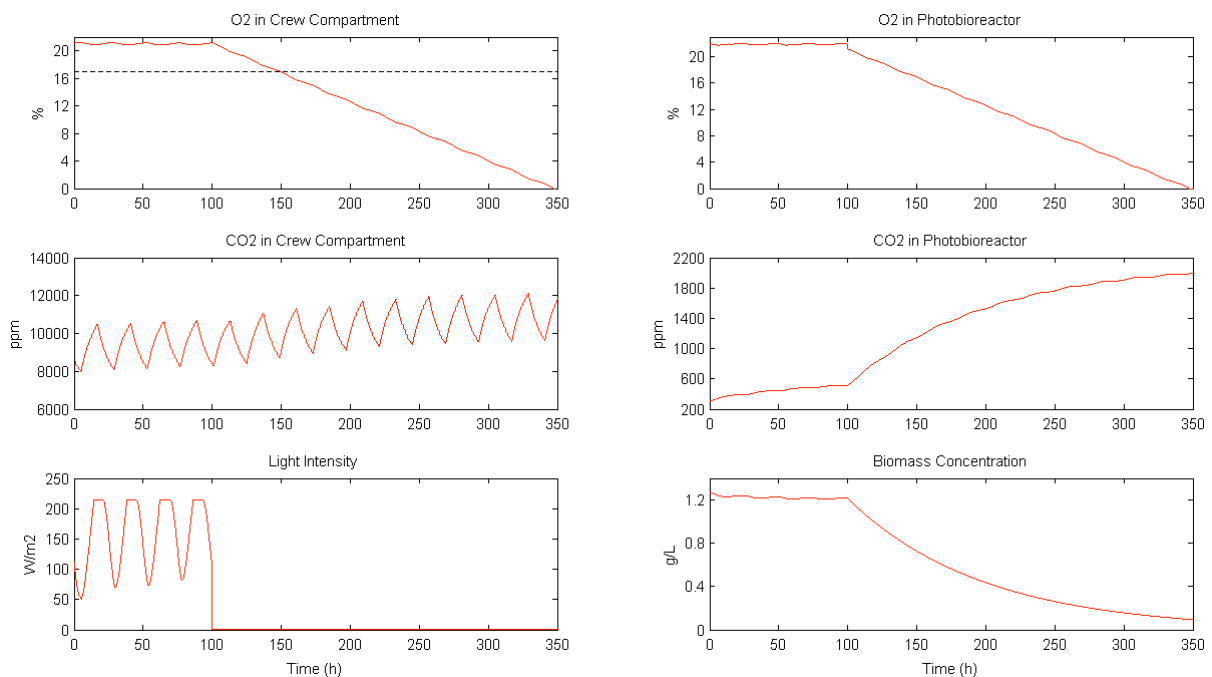 O2 in Crew Compartment
20
16
12
8
4
0
%
0 50 100 150 200 250 300 350
O2 in Photobioreactor
20
16
12
8
4
0
%
0 50 100 150 200 250 300 350
CO2 in Crew Compartment
14000
12000
10000
8000
6000
ppm
0 50 100 150 200 250 300 350
CO2 in Photobioreactor
2200
1800
1400
1000
600
200
ppm
0 50 100 150 200 250 300 350
Light Intensity
250
200
150
100
50
0
W/m2
0 50 100 150 200 250 300 350
Time (h)
Biomass Concentration
1.2
0.8
0.4
0
g/L
0 50 100 150 200 250 300 350
Time (h)